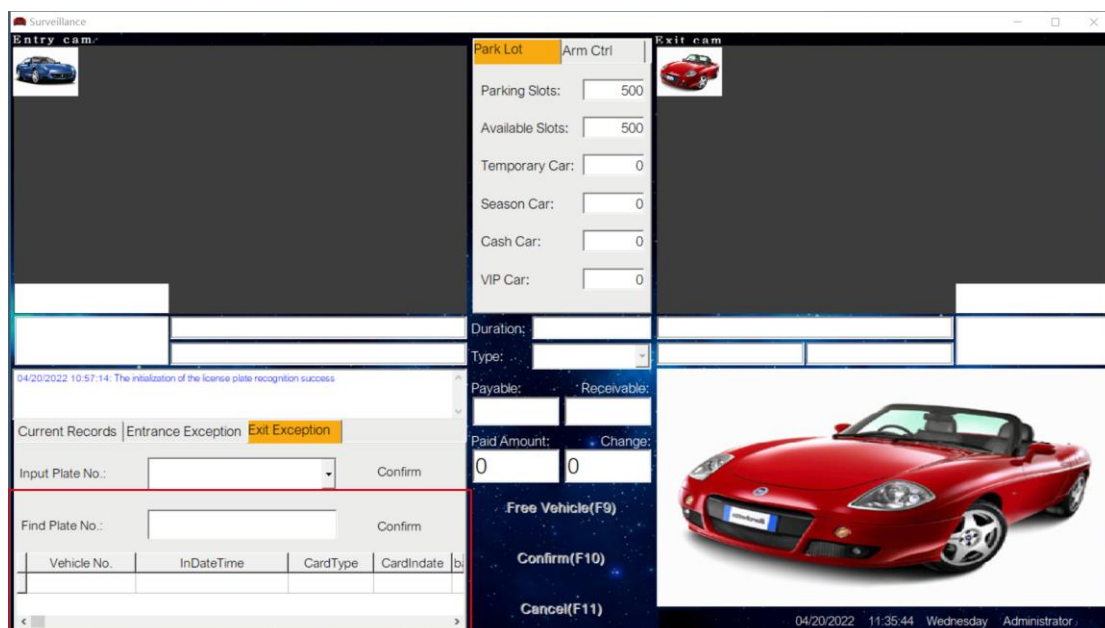 Surveillance
Entry cam
Exit cam
Park Lot
Arm Ctrl
Parking Slots: 500
Available Slots: 500
Temporary Car: 0
Season Car: 0
Cash Car: 0
VIP Car: 0
Duration:
Type:
04/20/2022 10:57:14: The initialization of the license plate recognition success
Payable: Receivable:
Current Records Entrance Exception Exit Exception
Paid Amount: Change:
0 0
Input Plate No.: Confirm
Free Vehicle(F9)
Find Plate No.: Confirm
Vehicle No. InDateTime CardType CardIndate
Confirm(F10)
Cancel(F11)
04/20/2022 11:35:44 Wednesday Administrator